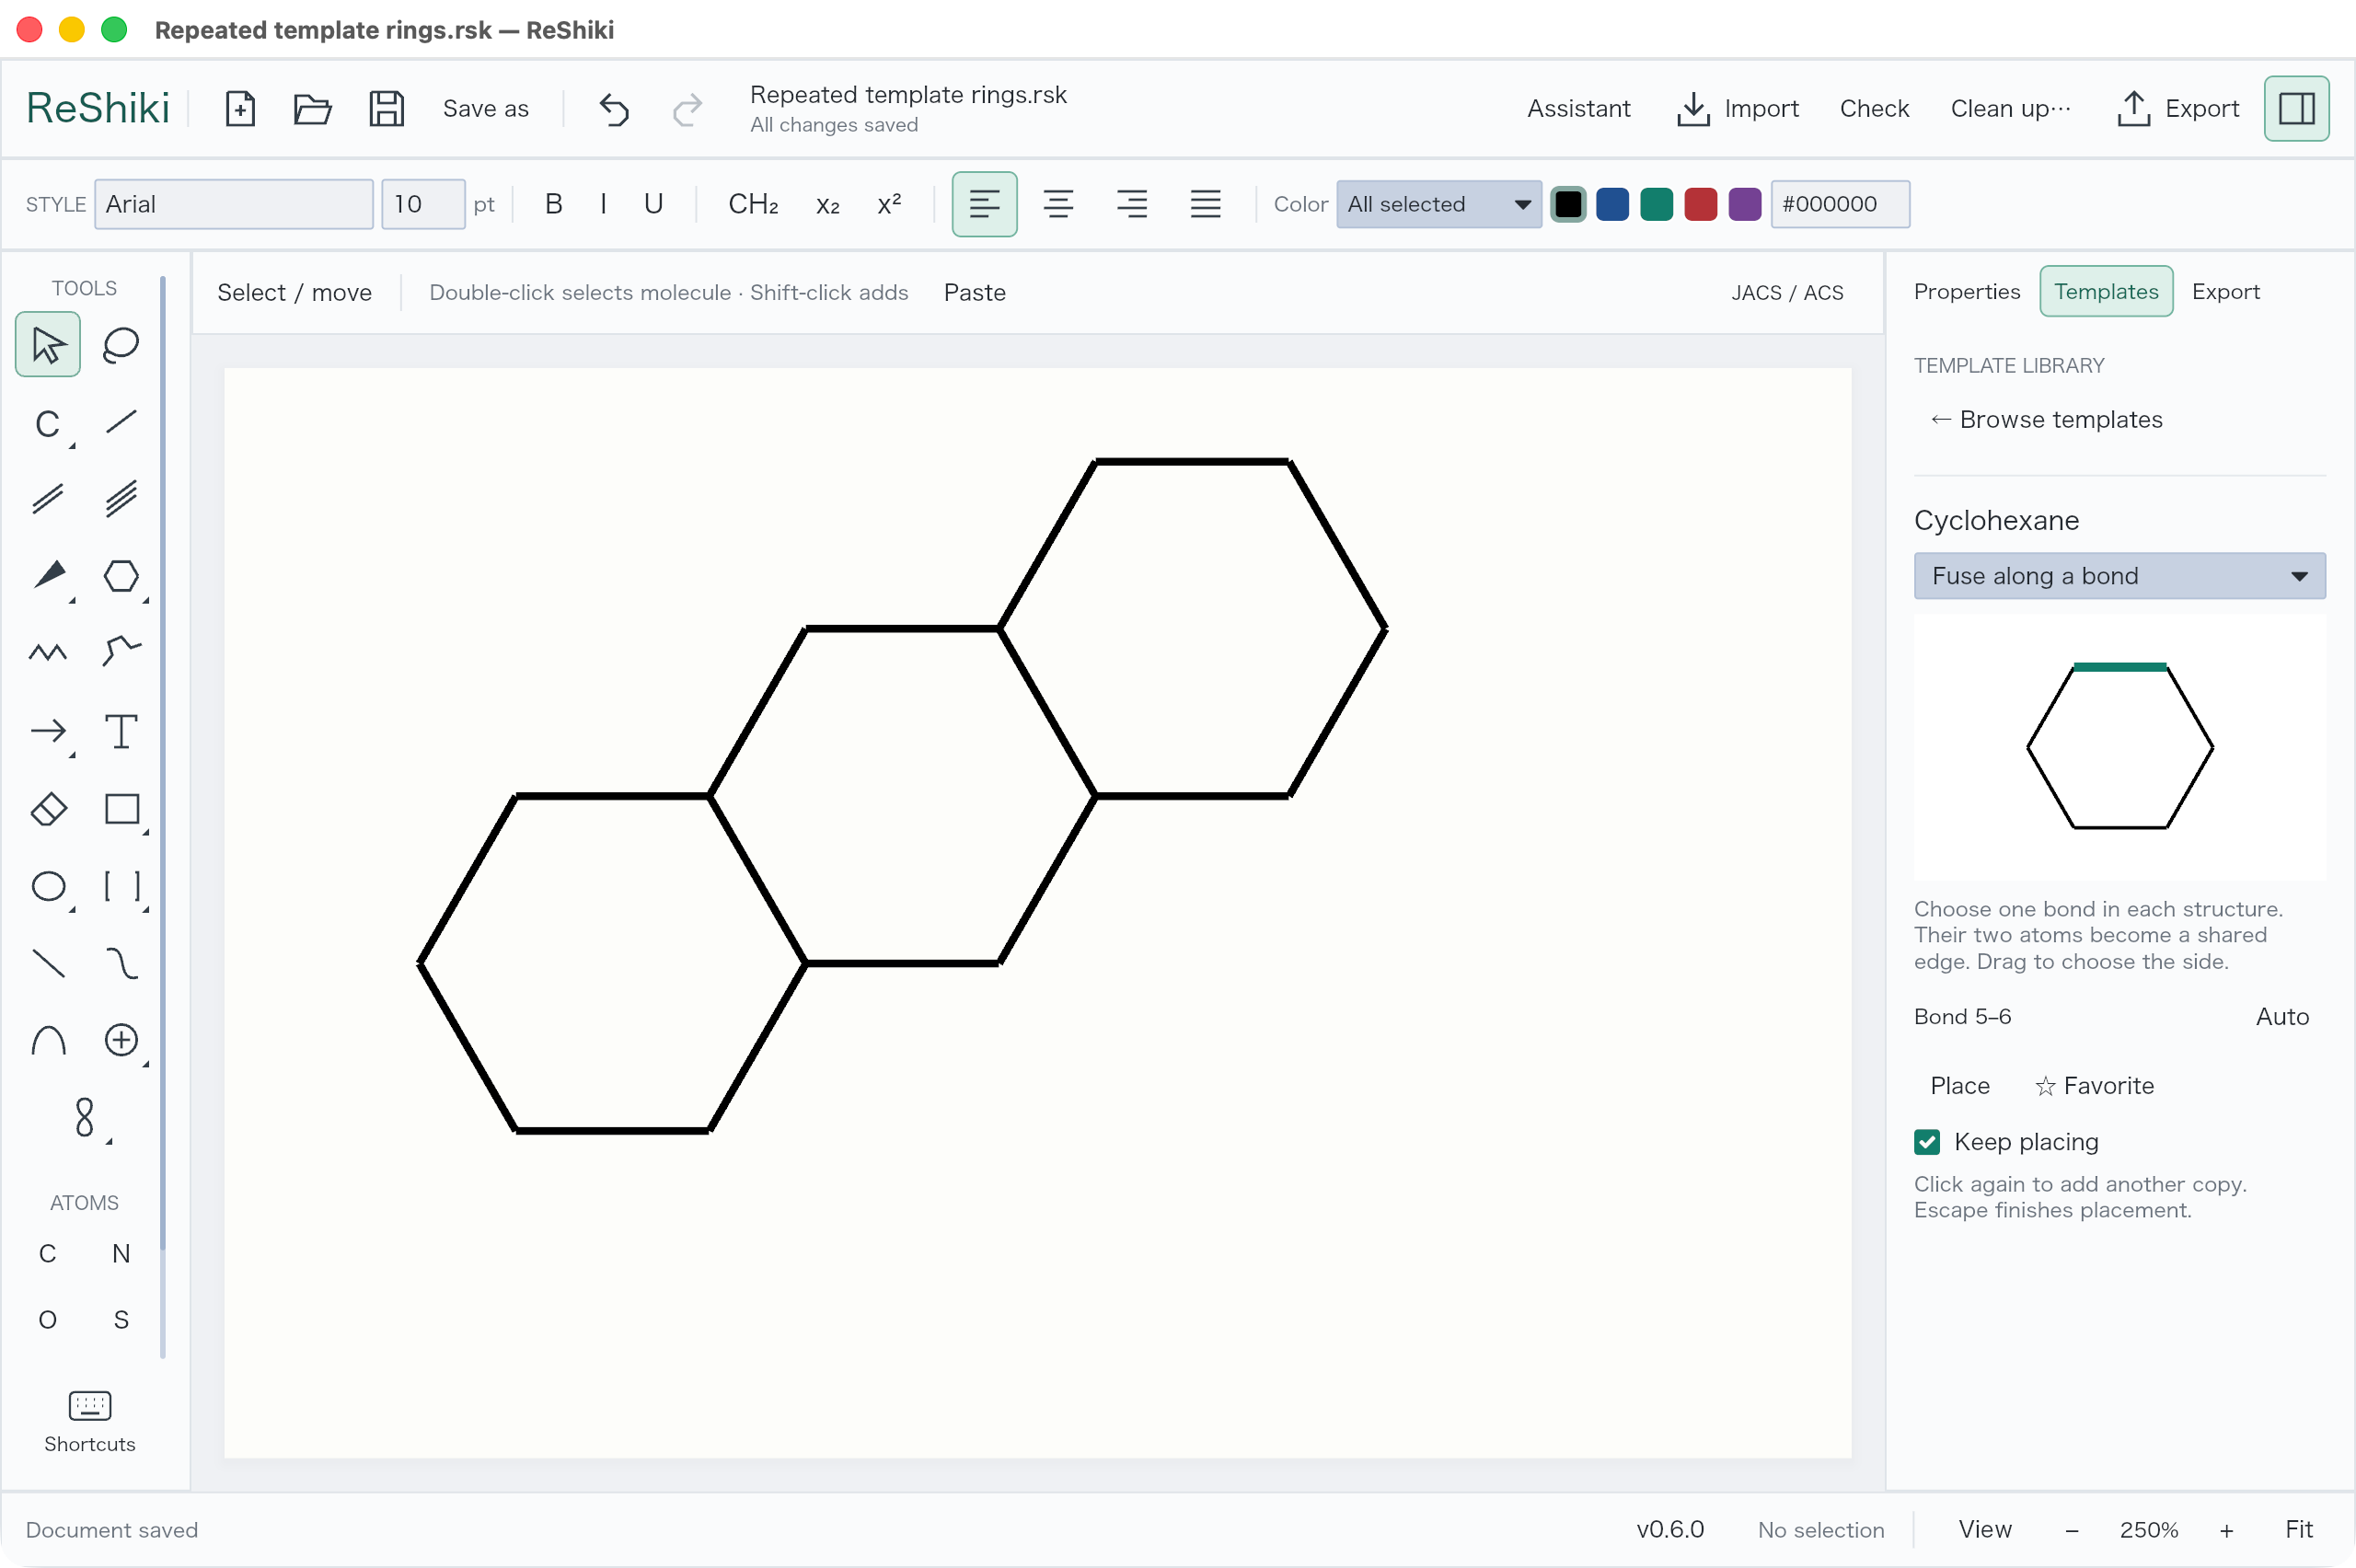 Repeated template rings.rsk — ReShiki
ReShiki
Save as
Repeated template rings.rsk
All changes saved
Assistant
Import
Check
Clean up…
Export
STYLE
Arial
10
pt
B
I
U
CH₂
x₂
x²
Color
All selected
#000000
TOOLS
C
T
ATOMS
C
N
O
S
Shortcuts
Select / move
Double-click selects molecule · Shift-click adds
Paste
JACS / ACS
Properties
Templates
Export
TEMPLATE LIBRARY
← Browse templates
Cyclohexane
Fuse along a bond
Choose one bond in each structure.
Their two atoms become a shared
edge. Drag to choose the side.
Bond 5–6
Auto
Place
☆ Favorite
Keep placing
Click again to add another copy.
Escape finishes placement.
Document saved
v0.6.0
No selection
View
−
250%
+
Fit